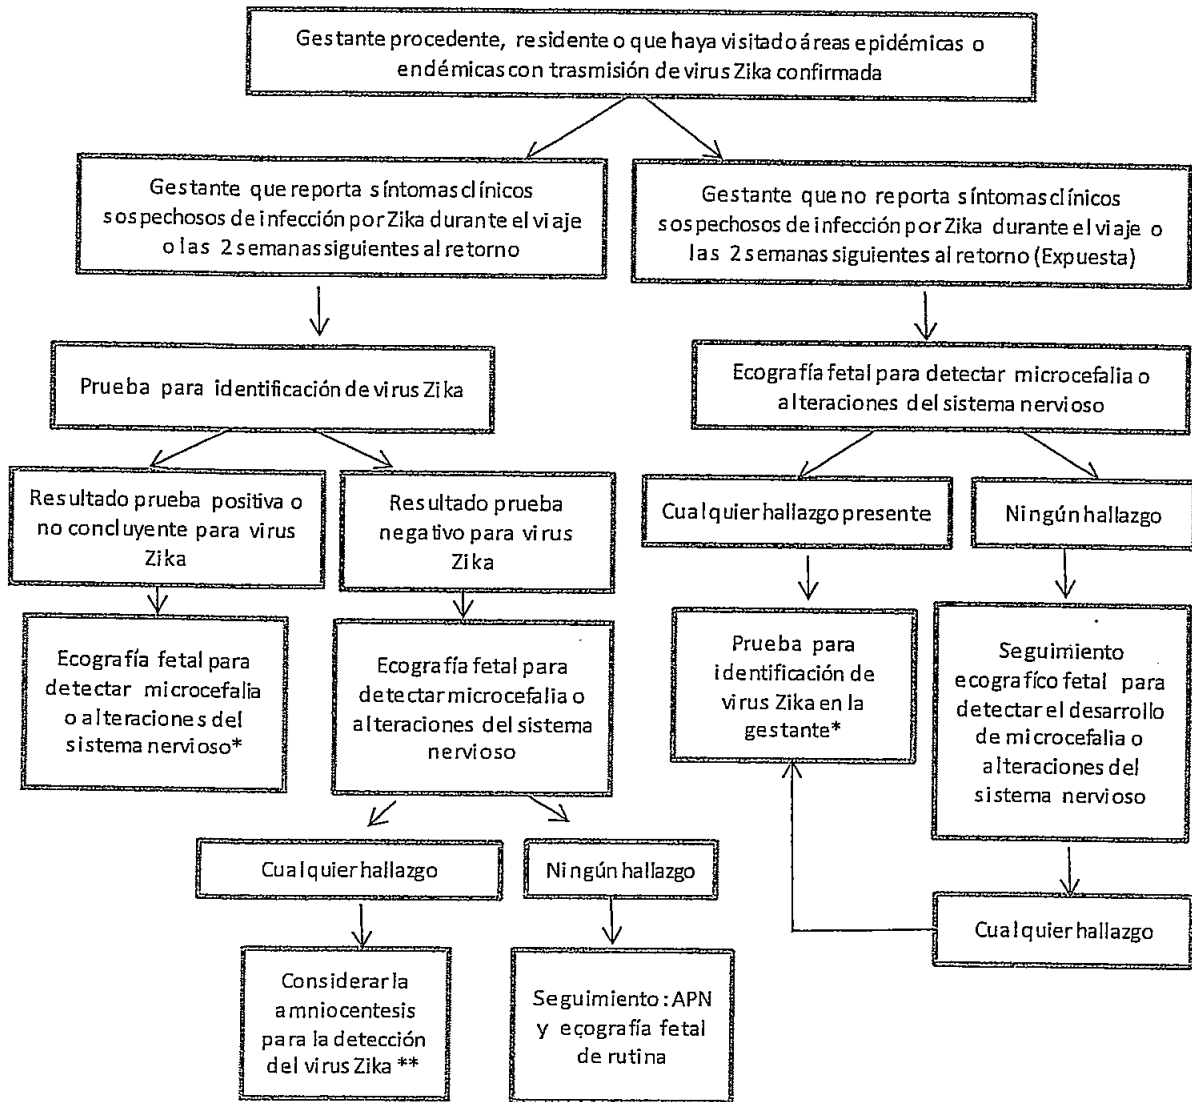 Gestante procedente, residente o que haya visitado áreas epidémicas o
endémicas con trasmisión de virus Zika confirmada
Gestante que reporta síntomas clínicos
sospechosos de infección por Zika durante el viaje
o las 2 semanas siguientes al retorno
Gestante que no reporta síntomas clínicos
sospechosos de infección por Zika durante el viaje o
las 2 semanas siguientes al retorno (Expuesta)
Prueba para identificación de virus Zika
Ecografía fetal para detectar microcefalia o
alteraciones del sistema nervioso
Resultado prueba positiva o
no concluyente para virus
Zika
Resultado prueba
negativo para virus
Zika
Cualquier hallazgo presente
Ningún hallazgo
Ecografía fetal para
detectar microcefalia
o alteraciones del
sistema nervioso*
Ecografía fetal para
detectar microcefalia o
alteraciones del sistema
nervioso
Prueba para
identificación de
virus Zika en la
gestante*
Seguimiento
ecografíco fetal para
detectar el desarrollo
de microcefalia o
alteraciones del
sistema nervioso
Cualquier hallazgo
Ningún hallazgo
Cualquier hallazgo
Considerar la
amniocentesis
para la detección
del virus Zika **
Seguimiento: APN
y ecografía fetal
de rutina